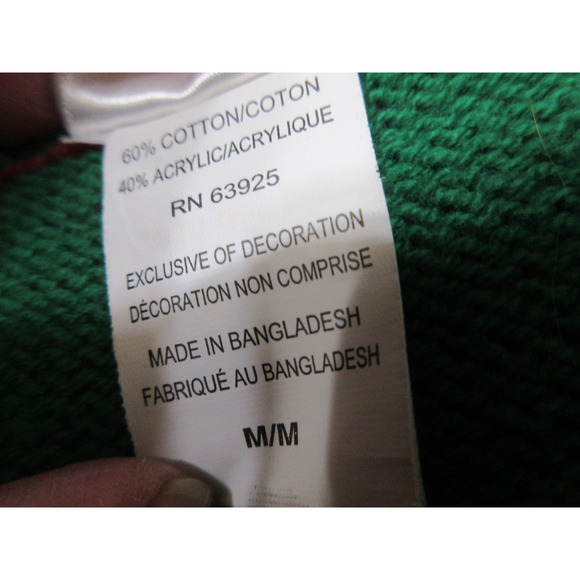 60% COTTON/COTON
40% ACRYLIC/ACRYLIQUE
RN 63925
EXCLUSIVE OF DECORATION
DÉCORATION NON COMPRISE
MADE IN BANGLADESH
FABRIQUÉ AU BANGLADESH
M/M